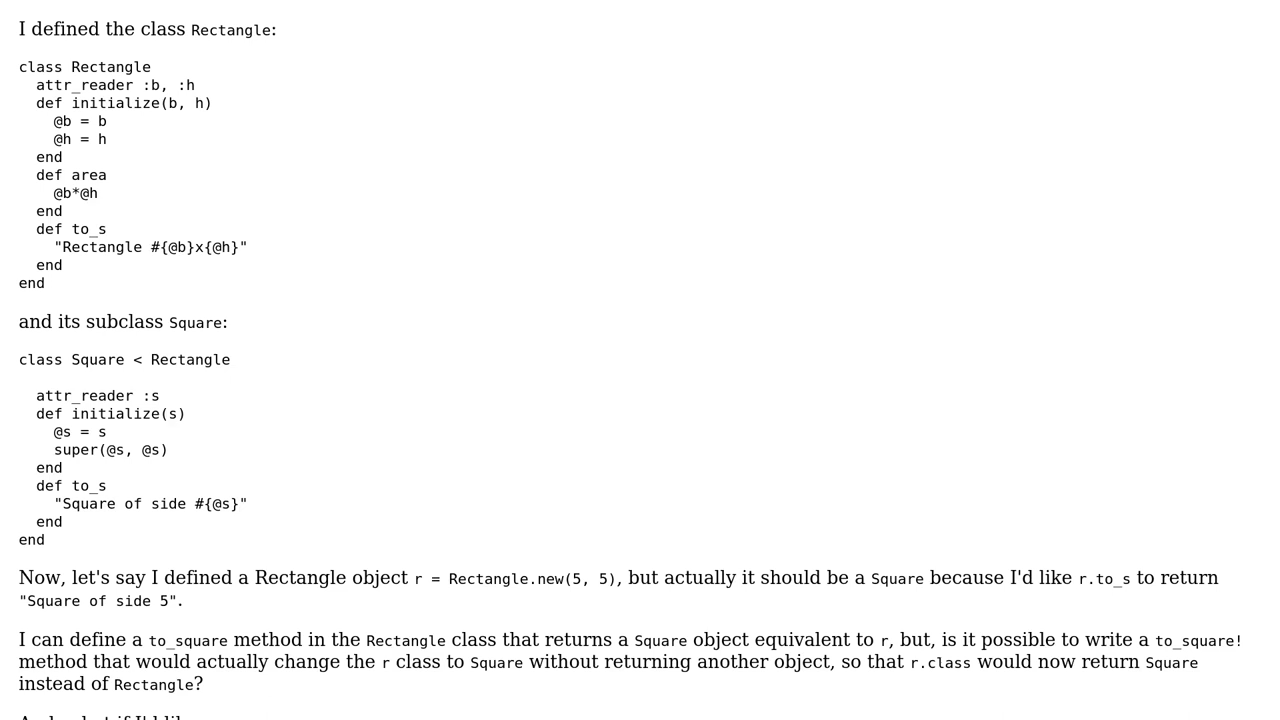 I defined the class Rectangle:
class Rectangle
  attr_reader :b, :h
  def initialize(b, h)
    @b = b
    @h = h
  end
  def area
    @b*@h
  end
  def to_s
    "Rectangle #{@b}x{@h}"
  end
end
and its subclass Square:
class Square < Rectangle
  attr_reader :s
  def initialize(s)
    @s = s
    super(@s, @s)
  end
  def to_s
    "Square of side #{@s}"
  end
end
Now, let's say I defined a Rectangle object r = Rectangle.new(5, 5), but actually it should be a Square because I'd like r.to_s to return
"Square of side 5".
I can define a to_square method in the Rectangle class that returns a Square object equivalent to r, but, is it possible to write a to_square!
method that would actually change the r class to Square without returning another object, so that r.class would now return Square
instead of Rectangle?